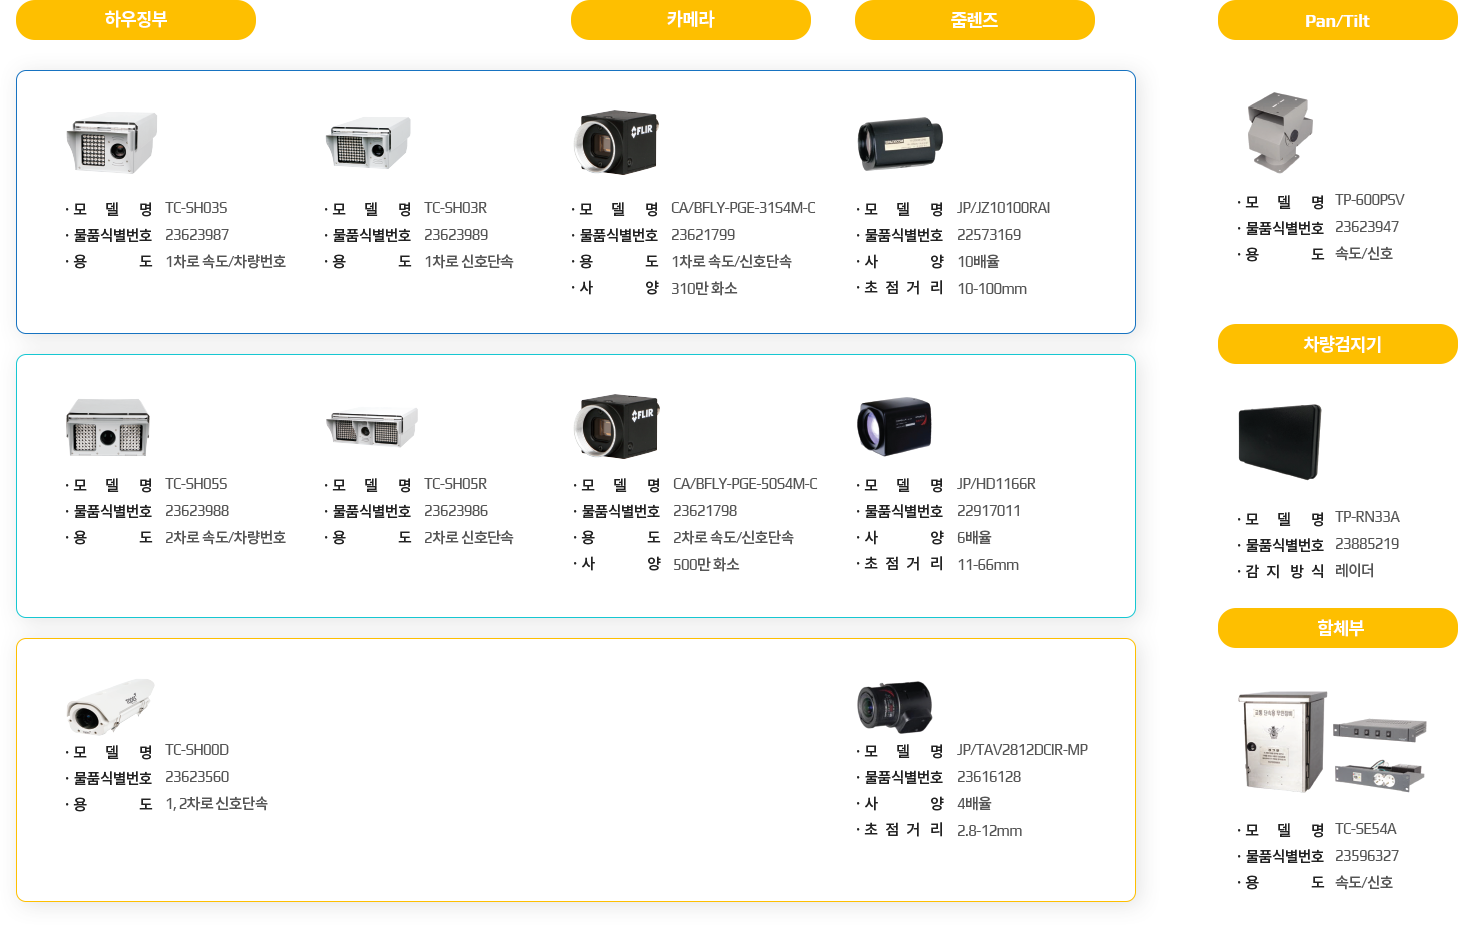 하우징부
카메라
줌렌즈
Pan/Tilt
FLIR
· 모 델 명 TC-SH03S
· 물품식별번호 23623987
· 용 도 1차로 속도/차량번호
· 모 델 명 TC-SH03R
· 물품식별번호 23623989
· 용 도 1차로 신호단속
· 모 델 명 CA/BFLY-PGE-31S4M-C
· 물품식별번호 23621799
· 용 도 1차로 속도/신호단속
· 사 양 310만 화소
· 모 델 명 JP/JZ10100RAI
· 물품식별번호 22573169
· 사 양 10배율
· 초 점 거 리 10-100mm
· 모 델 명 TP-600PSV
· 물품식별번호 23623947
· 용 도 속도/신호
차량검지기
FLIR
· 모 델 명 TC-SH05S
· 물품식별번호 23623988
· 용 도 2차로 속도/차량번호
· 모 델 명 TC-SH05R
· 물품식별번호 23623986
· 용 도 2차로 신호단속
· 모 델 명 CA/BFLY-PGE-50S4M-C
· 물품식별번호 23621798
· 용 도 2차로 속도/신호단속
· 사 양 500만 화소
· 모 델 명 JP/HD1166R
· 물품식별번호 22917011
· 사 양 6배율
· 초 점 거 리 11-66mm
· 모 델 명 TP-RN33A
· 물품식별번호 23885219
· 감 지 방 식 레이더
함체부
· 모 델 명 TC-SH00D
· 물품식별번호 23623560
· 용 도 1, 2차로 신호단속
· 모 델 명 JP/TAV2812DCIR-MP
· 물품식별번호 23616128
· 사 양 4배율
· 초 점 거 리 2.8-12mm
· 모 델 명 TC-SE54A
· 물품식별번호 23596327
· 용 도 속도/신호